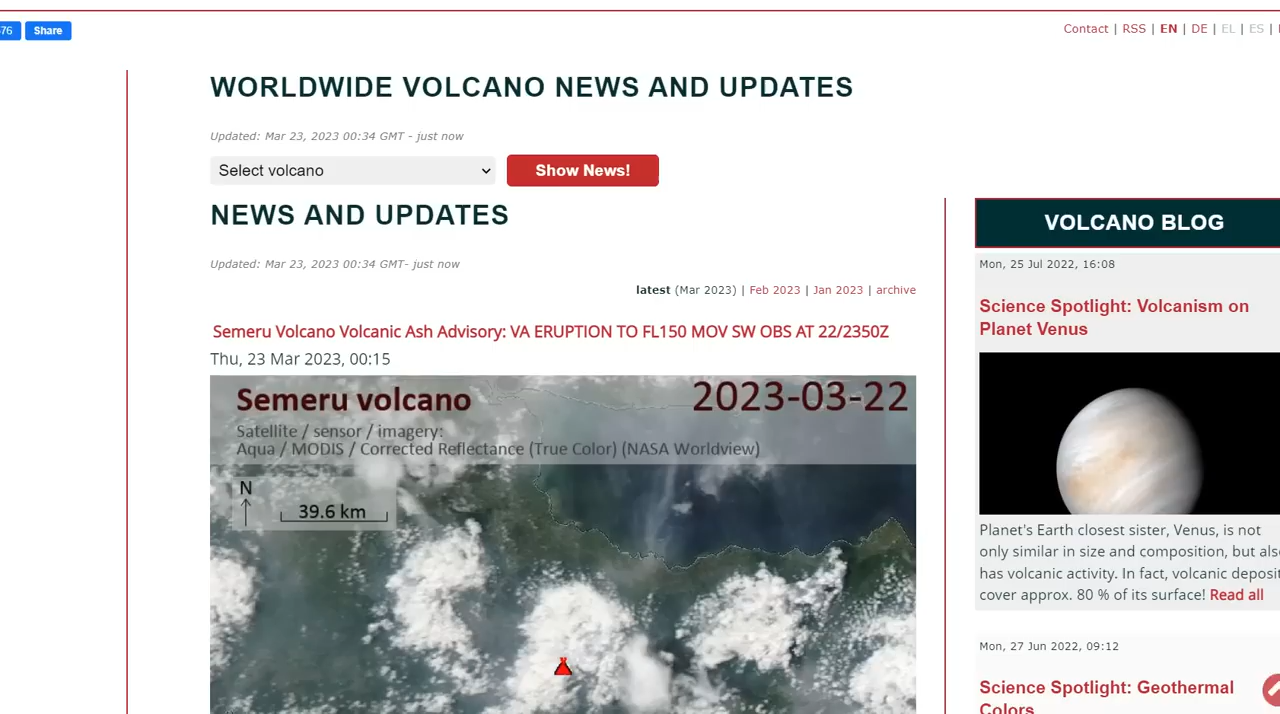 76 Share
Contact | RSS | EN | DE | EL | ES |
WORLDWIDE VOLCANO NEWS AND UPDATES
Updated: Mar 23, 2023 00:34 GMT - just now
Select volcano
Show News!
NEWS AND UPDATES
Updated: Mar 23, 2023 00:34 GMT- just now
latest (Mar 2023) | Feb 2023 | Jan 2023 | archive
Semeru Volcano Volcanic Ash Advisory: VA ERUPTION TO FL150 MOV SW OBS AT 22/2350Z
Thu, 23 Mar 2023, 00:15
Semeru volcano
2023-03-22
Satellite / sensor / imagery:
Aqua / MODIS / Corrected Reflectance (True Color) (NASA Worldview)
N
39.6 km
VOLCANO BLOG
Mon, 25 Jul 2022, 16:08
Science Spotlight: Volcanism on
Planet Venus
Planet's Earth closest sister, Venus, is not
only similar in size and composition, but als
has volcanic activity. In fact, volcanic deposit
cover approx. 80 % of its surface! Read all
Mon, 27 Jun 2022, 09:12
Science Spotlight: Geothermal
Colors